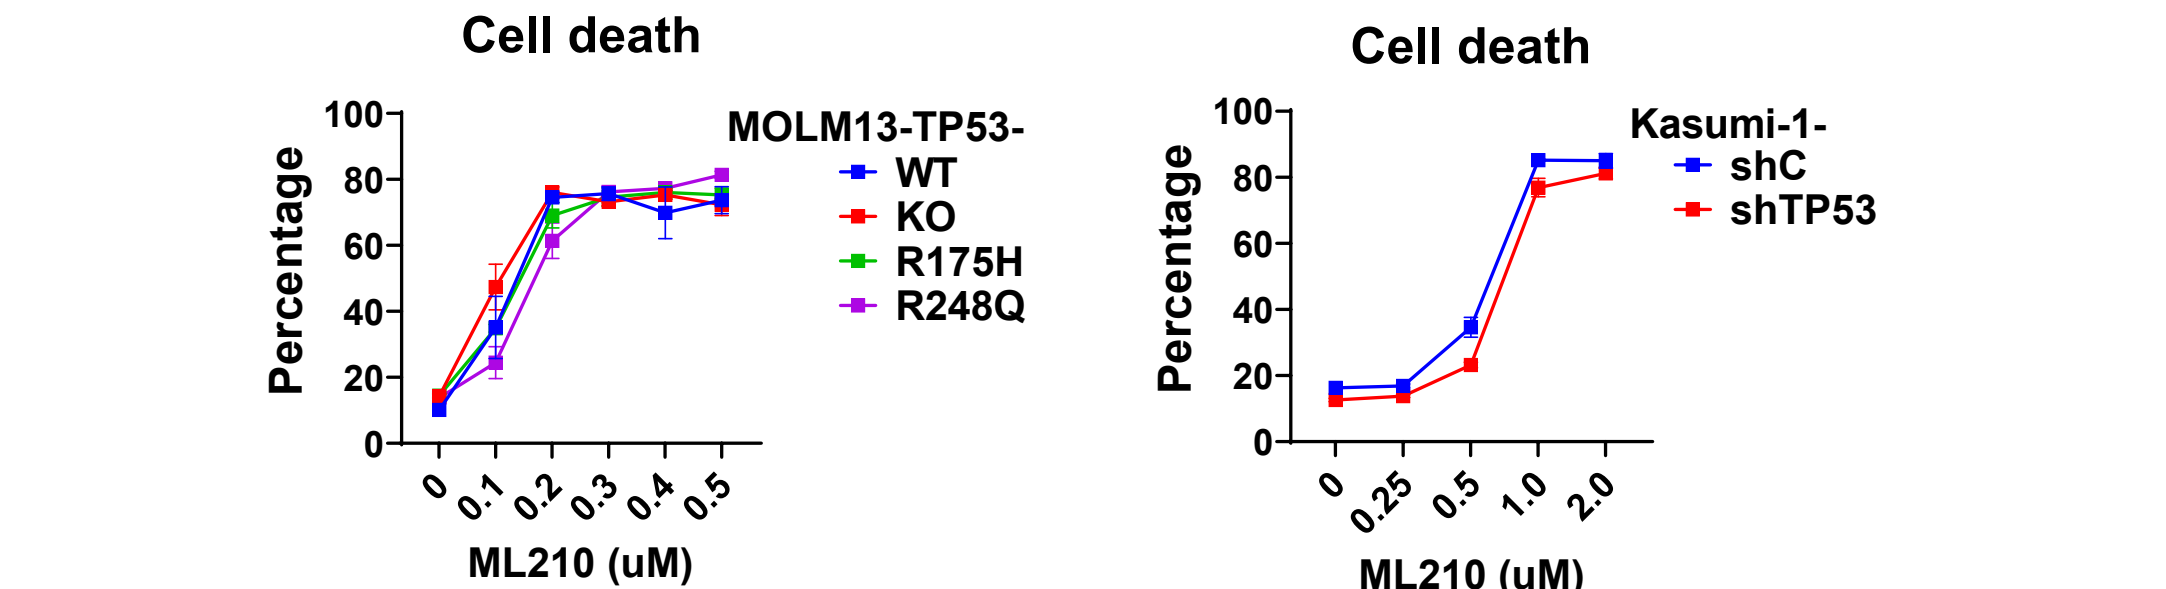 Cell death
Percentage
100
80
60
40
20
0
0
0.1
0.2
0.3
0.4
0.5
ML210 (uM)
MOLM13-TP53-
WT
KO
R175H
R248Q
Cell death
Percentage
100
80
60
40
20
0
0
0.25
0.5
1.0
2.0
ML210 (uM)
Kasumi-1-
shC
shTP53